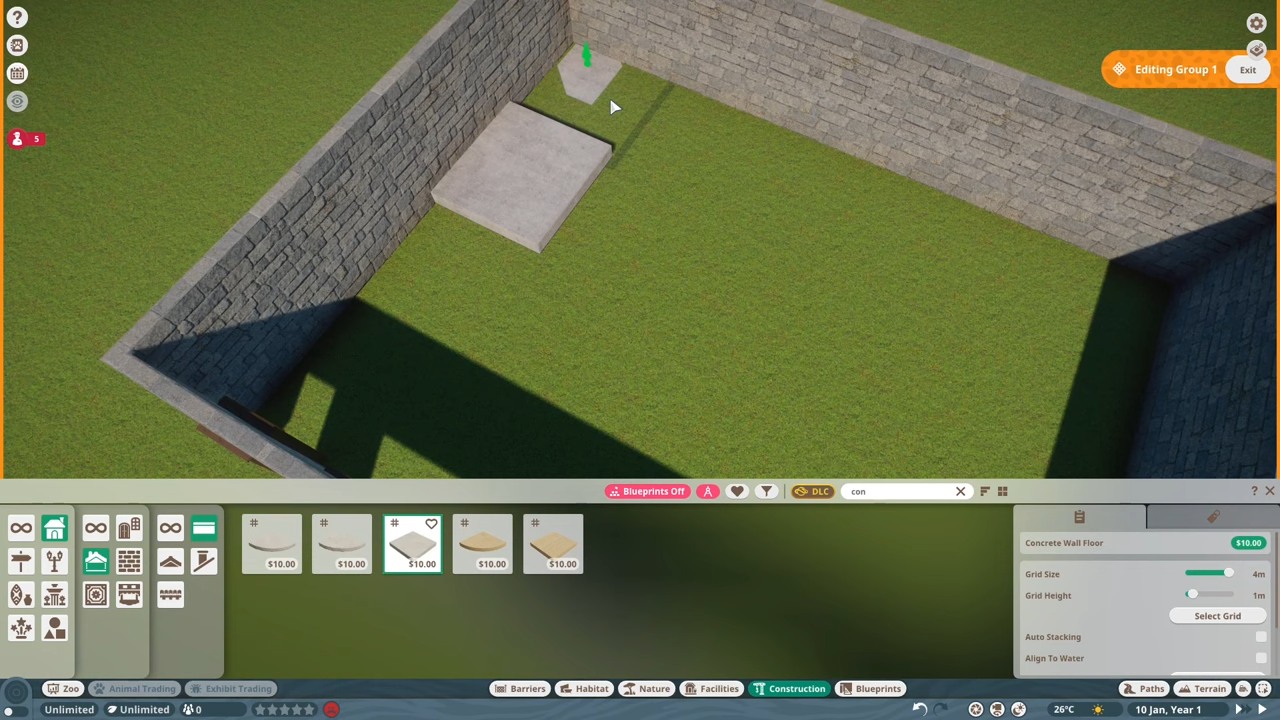 ?
Editing Group 1
Exit
5
Blueprints Off
DLC
con
?
$10.00
$10.00
$10.00
$10.00
$10.00
Concrete Wall Floor
$10.00
Grid Size
4m
Grid Height
1m
Select Grid
Auto Stacking
Align To Water
Zoo
Animal Trading
Exhibit Trading
Barriers
Habitat
Nature
Facilities
Construction
Blueprints
Paths
Terrain
Unlimited
Unlimited
0
26°C
10 Jan, Year 1